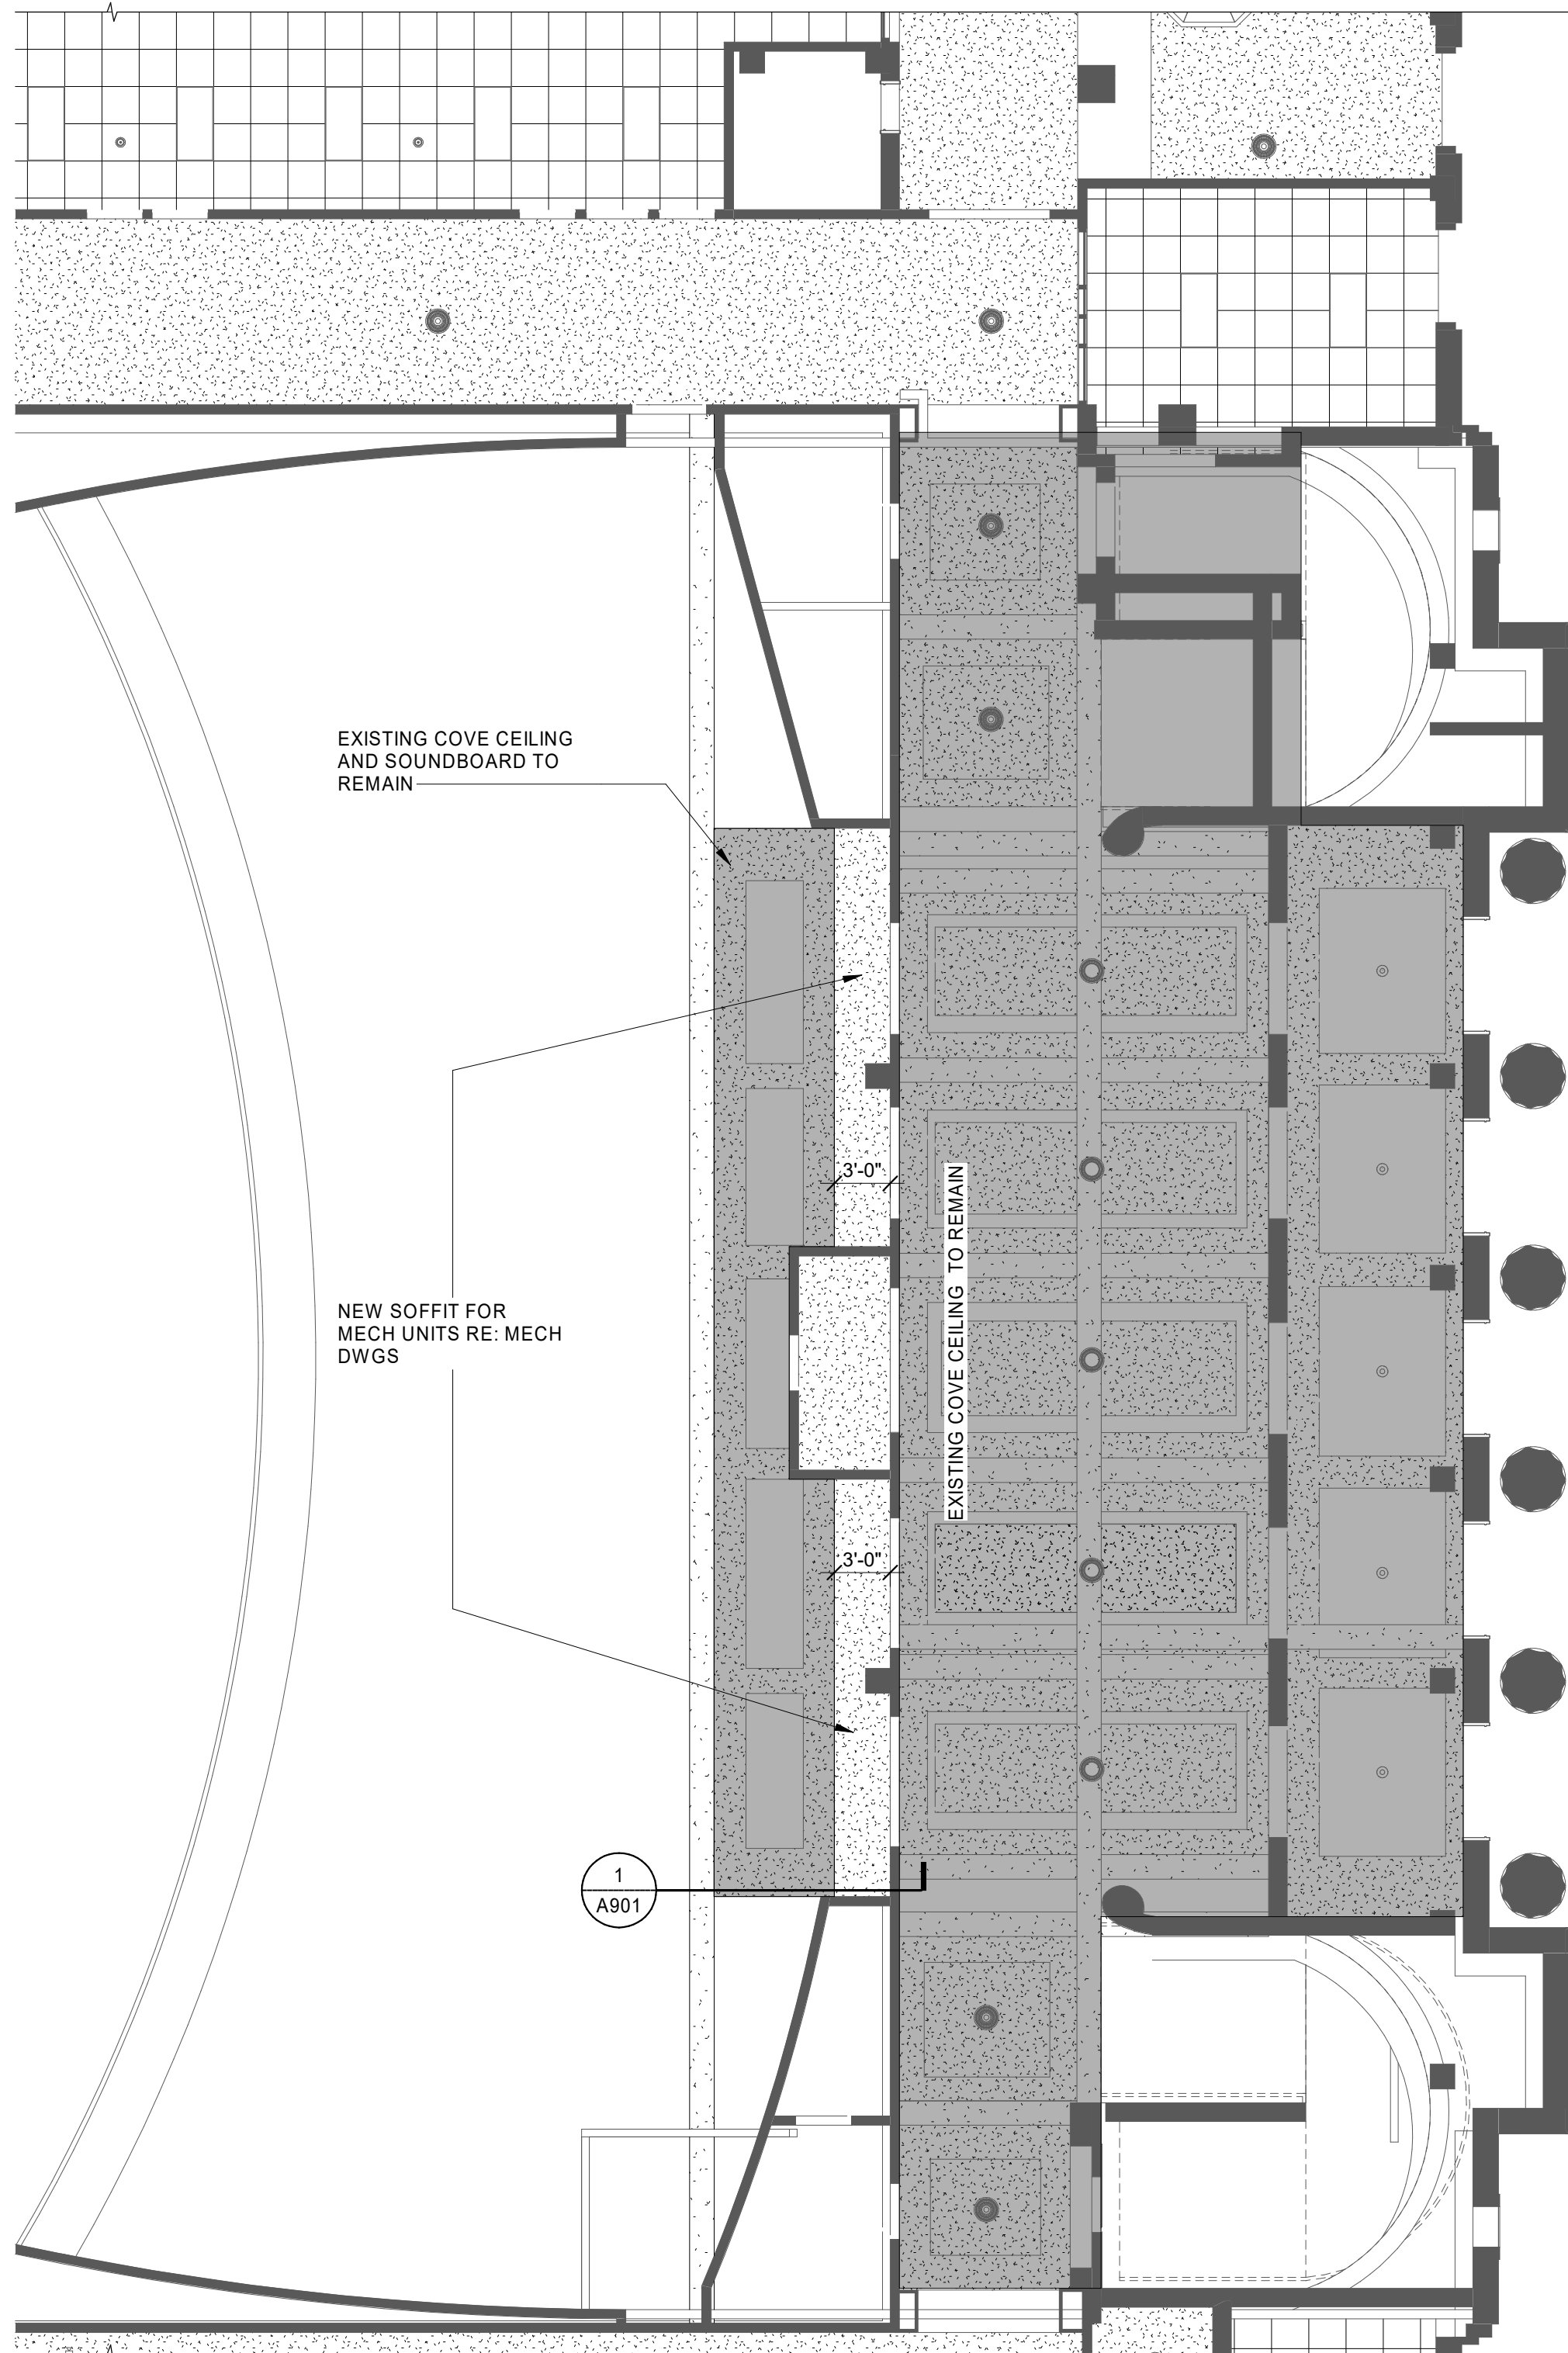 EXISTING COVE CEILING
AND SOUNDBOARD TO
REMAIN
3'-0"
EXISTING COVE CEILING TO REMAIN
NEW SOFFIT FOR
MECH UNITS RE: MECH
DWGS
3'-0"
1
A901